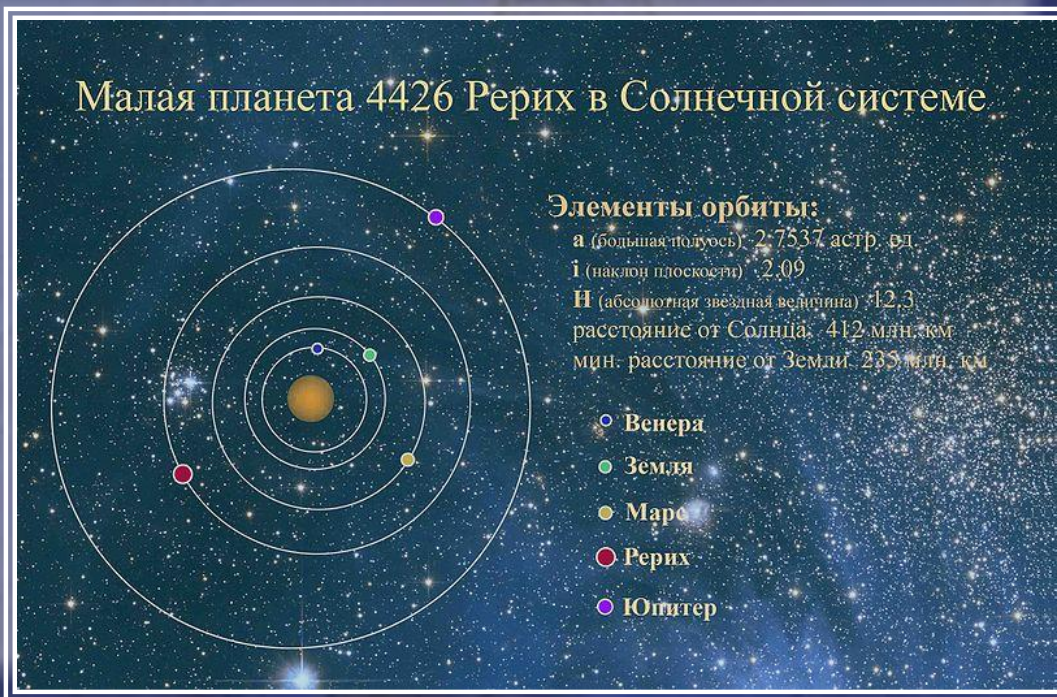 Малая планета 4426 Рерих в Солнечной системе
Элементы орбиты:
a (большая полуось) 2.7537 астр. ед.
i (наклон плоскости) 2.09
H (абсолютная звездная величина) 12.3
расстояние от Солнца 412 млн. км
мин. расстояние от Земли 235 млн. км
Венера
Земля
Марс
Рерих
Юпитер